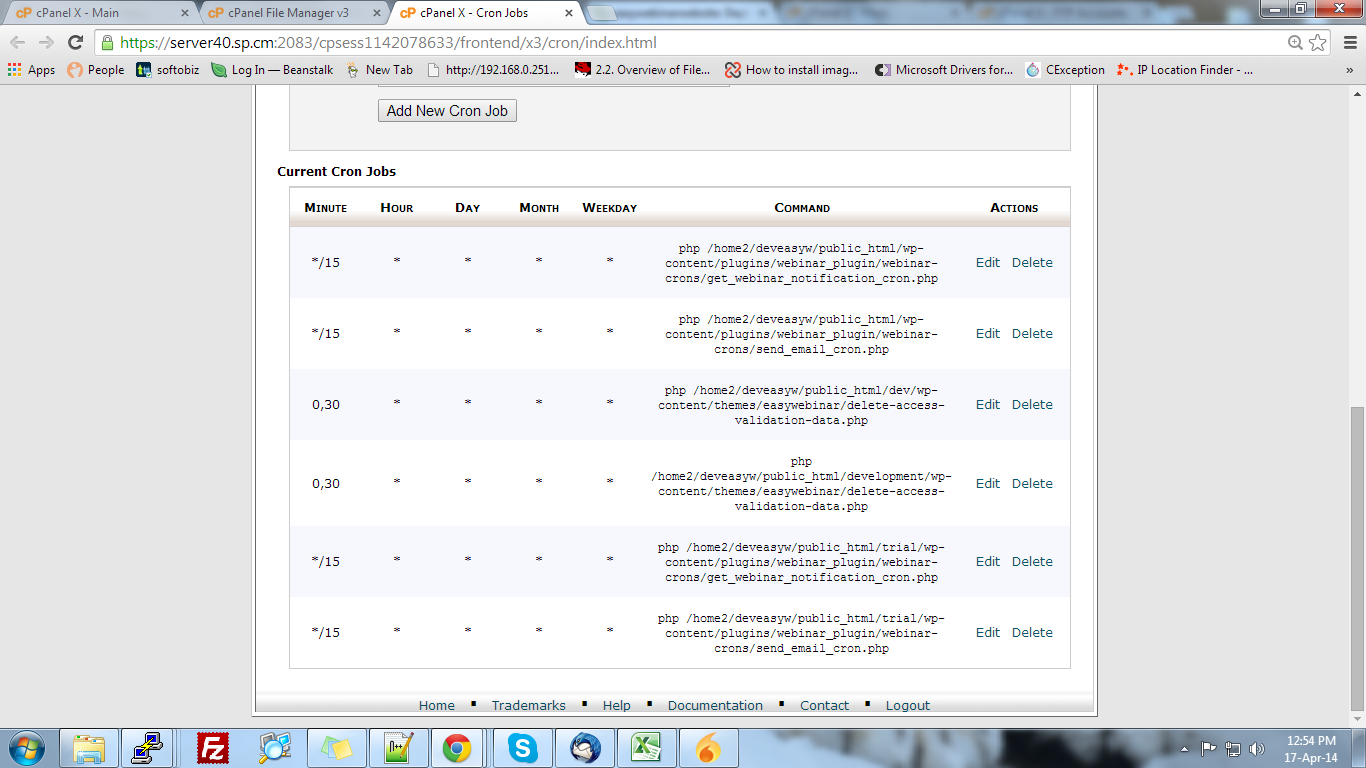 cPanel X - Main
cPanel File Manager v3
cPanel X - Cron Jobs
https://server40.sp.cm:2083/cpsess1142078633/frontend/x3/cron/index.html
Apps People softobiz Log In — Beanstalk New Tab http://192.168.0.251... 2.2. Overview of File... How to install imag... Microsoft Drivers for... CException IP Location Finder - ... »
Add New Cron Job
Current Cron Jobs
Minute Hour Day Month Weekday Command Actions
php /home2/deveasyw/public_html/wp-
*/15 * * * * content/plugins/webinar_plugin/webinar- Edit Delete
crons/get_webinar_notification_cron.php
php /home2/deveasyw/public_html/wp-
*/15 * * * * content/plugins/webinar_plugin/webinar- Edit Delete
crons/send_email_cron.php
php /home2/deveasyw/public_html/dev/wp-
0,30 * * * * content/themes/easywebinar/delete-access- Edit Delete
validation-data.php
php
/home2/deveasyw/public_html/development/wp-
0,30 * * * * content/themes/easywebinar/delete-access- Edit Delete
validation-data.php
php /home2/deveasyw/public_html/trial/wp-
*/15 * * * * content/plugins/webinar_plugin/webinar- Edit Delete
crons/get_webinar_notification_cron.php
php /home2/deveasyw/public_html/trial/wp-
*/15 * * * * content/plugins/webinar_plugin/webinar- Edit Delete
crons/send_email_cron.php
Home ▪ Trademarks ▪ Help ▪ Documentation ▪ Contact ▪ Logout
12:54 PM
17-Apr-14